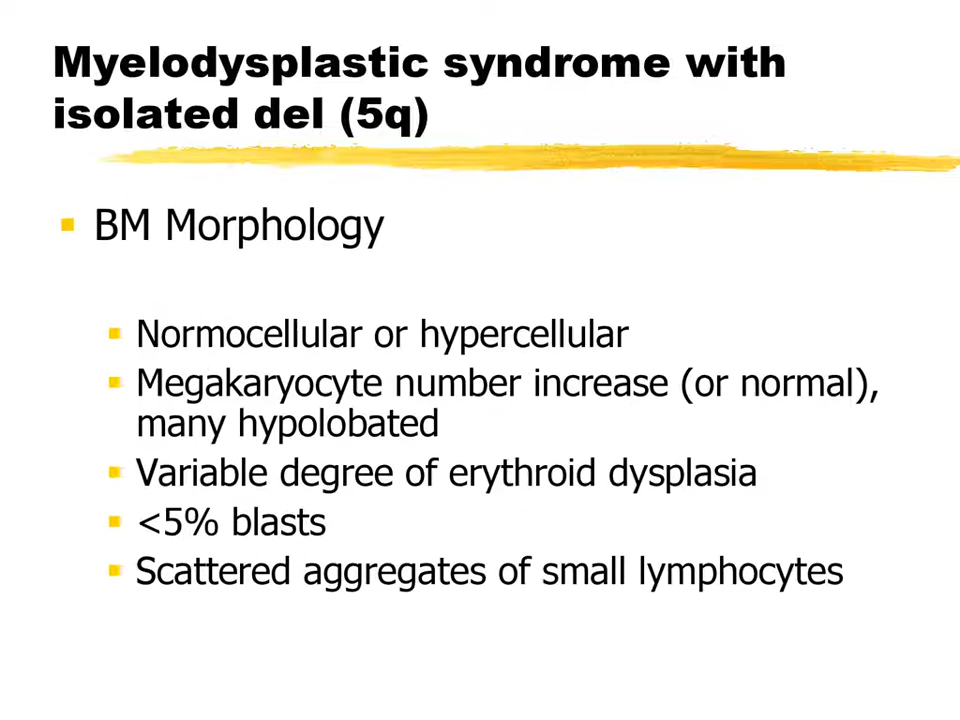 Myelodysplastic syndrome with
isolated del (5q)
BM Morphology
Normocellular or hypercellular
Megakaryocyte number increase (or normal),
many hypolobated
Variable degree of erythroid dysplasia
<5% blasts
Scattered aggregates of small lymphocytes